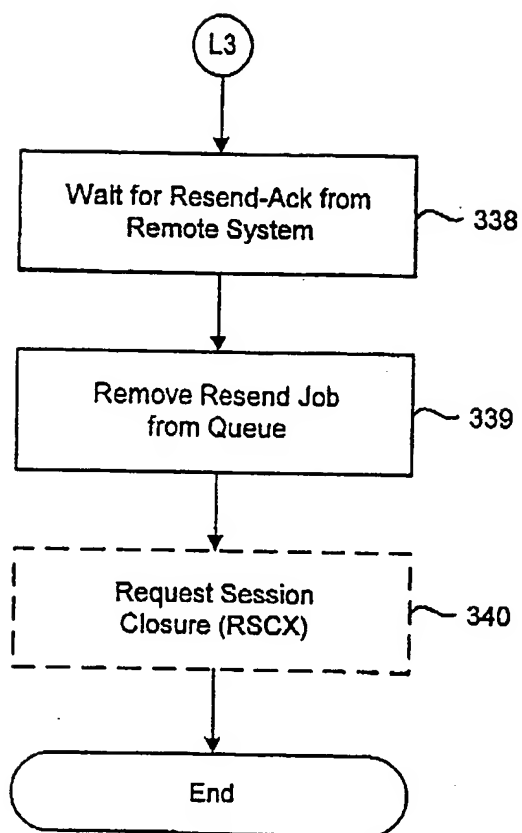 L3
Wait for Resend-Ack from
Remote System
338
Remove Resend Job
from Queue
339
Request Session
Closure (RSCX)
340
End